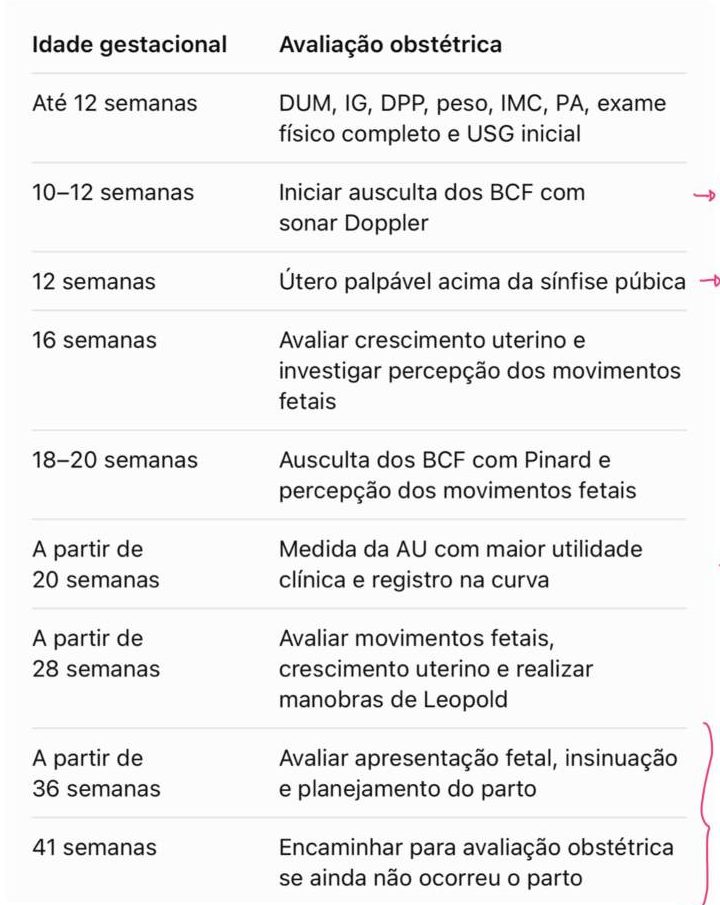 Idade gestacional Avaliação obstétrica
Até 12 semanas DUM, IG, DPP, peso, IMC, PA, exame
físico completo e USG inicial
10–12 semanas Iniciar ausculta dos BCF com
sonar Doppler
12 semanas Útero palpável acima da sínfise púbica
16 semanas Avaliar crescimento uterino e
investigar percepção dos movimentos
fetais
18–20 semanas Ausculta dos BCF com Pinard e
percepção dos movimentos fetais
A partir de Medida da AU com maior utilidade
20 semanas clínica e registro na curva
A partir de Avaliar movimentos fetais,
28 semanas crescimento uterino e realizar
manobras de Leopold
A partir de Avaliar apresentação fetal, insinuação
36 semanas e planejamento do parto
41 semanas Encaminhar para avaliação obstétrica
se ainda não ocorreu o parto